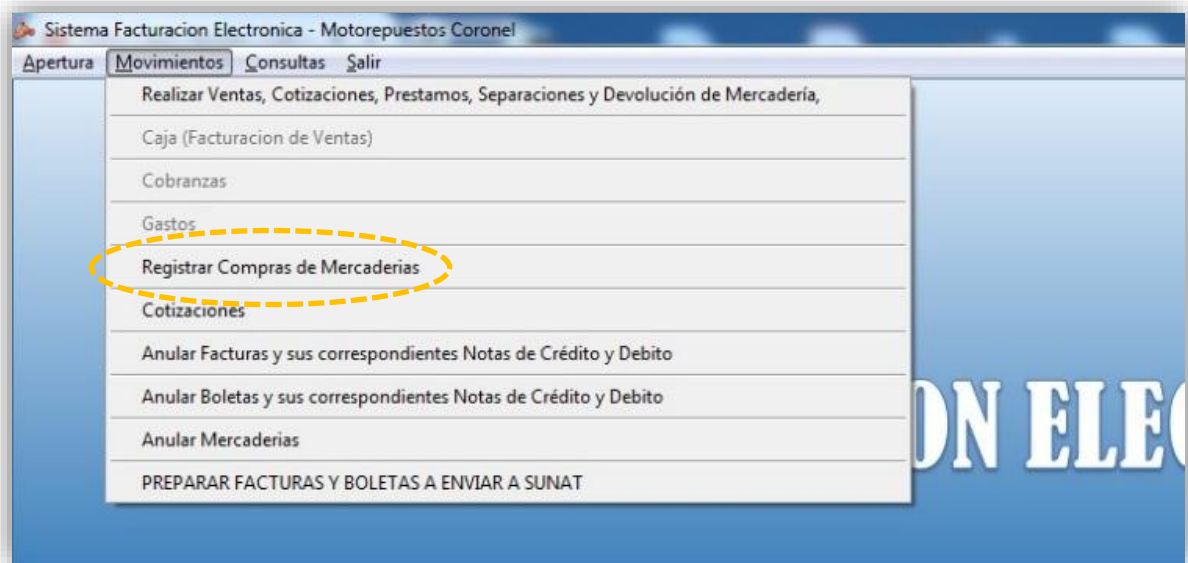 Sistema Facturacion Electronica - Motorepuestos Coronel
Apertura Movimientos Consultas Salir
Realizar Ventas, Cotizaciones, Prestamos, Separaciones y Devolución de Mercadería,
Caja (Facturacion de Ventas)
Cobranzas
Gastos
Registrar Compras de Mercaderias
Cotizaciones
Anular Facturas y sus correspondientes Notas de Crédito y Debito
Anular Boletas y sus correspondientes Notas de Crédito y Debito
Anular Mercaderias
PREPARAR FACTURAS Y BOLETAS A ENVIAR A SUNAT
ON ELE